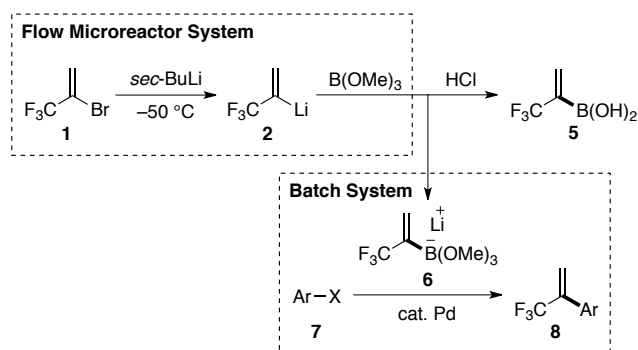 Flow Microreactor System
sec-BuLi
B(OMe)3
HCl
F3C
Br
–50 °C
F3C
Li
F3C
B(OH)2
1
2
5
Batch System
Li
+
F3C
B(OMe)3
–
6
Ar–X
cat. Pd
F3C
Ar
7
8